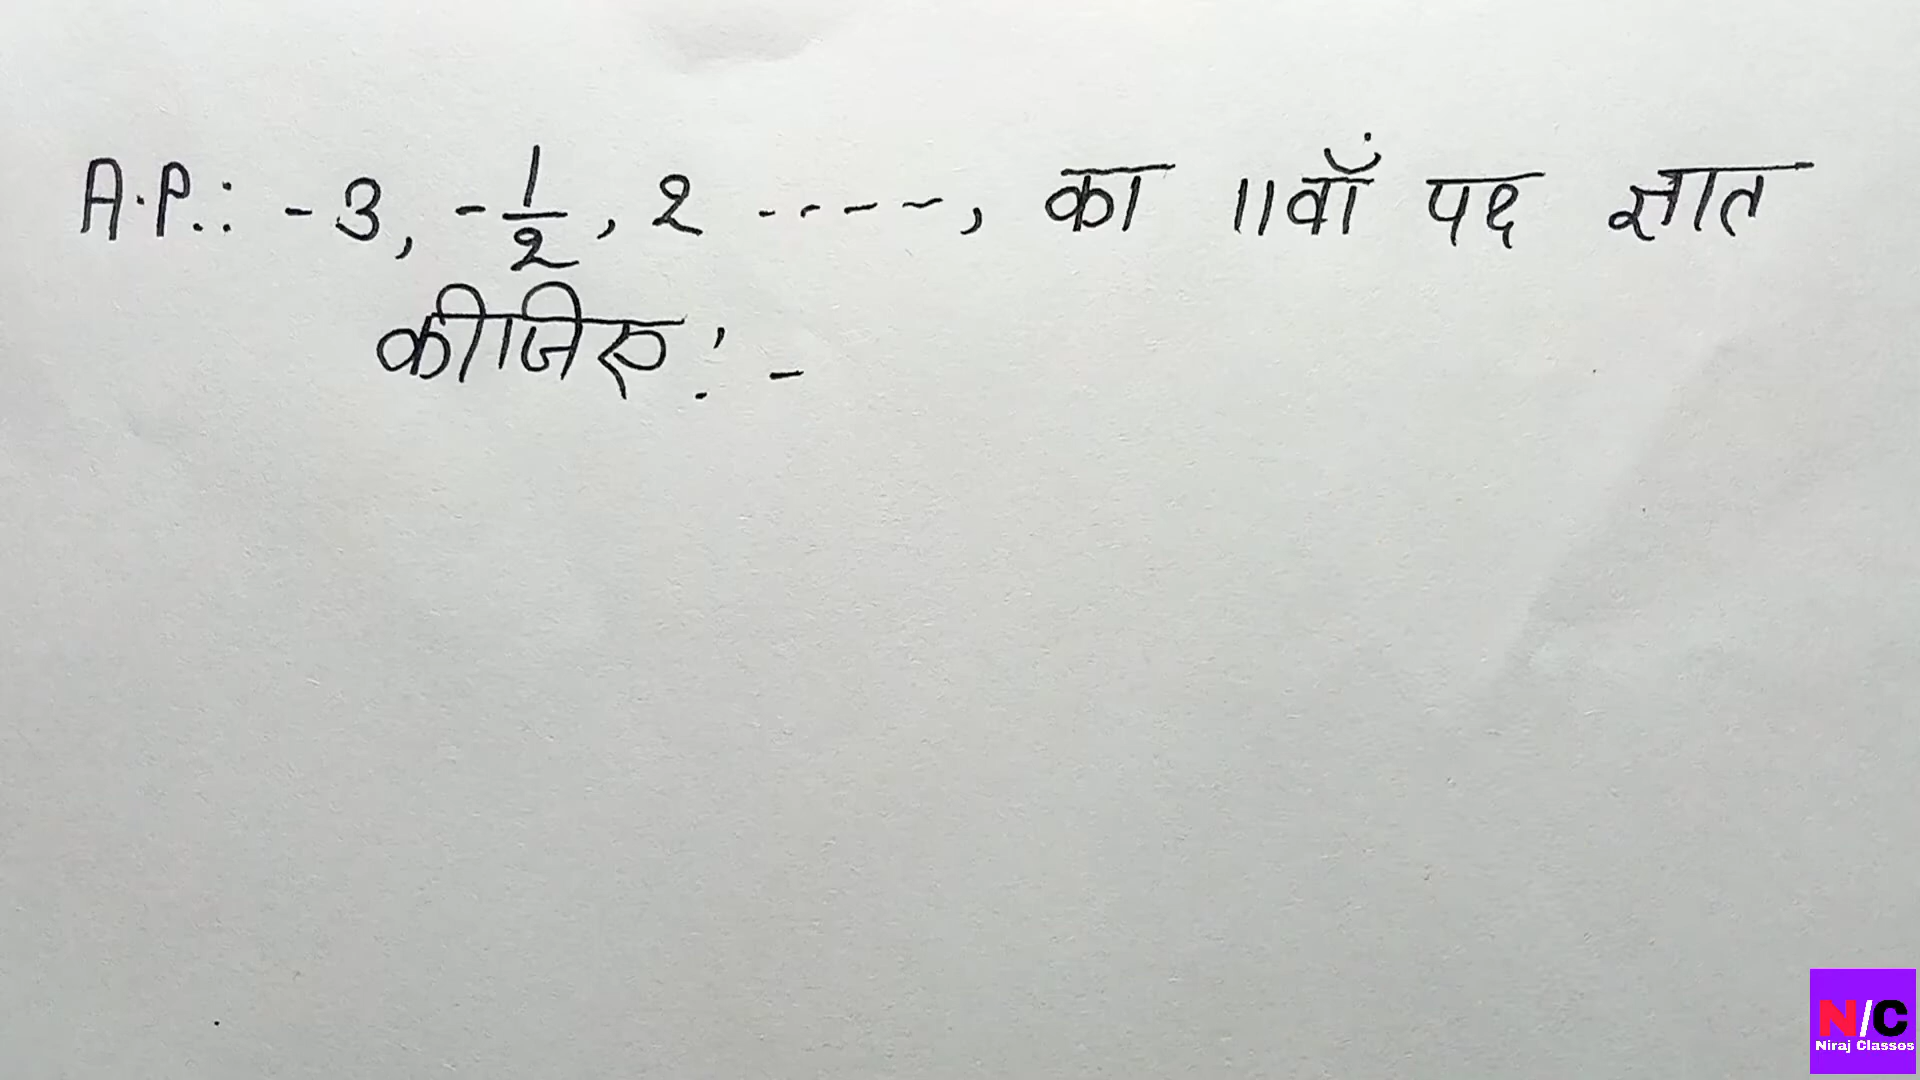 A.P.: -3, -1/2, 2 ----, का 11वाँ पद ज्ञात
कीजिए :-
N/C
Niraj Classes